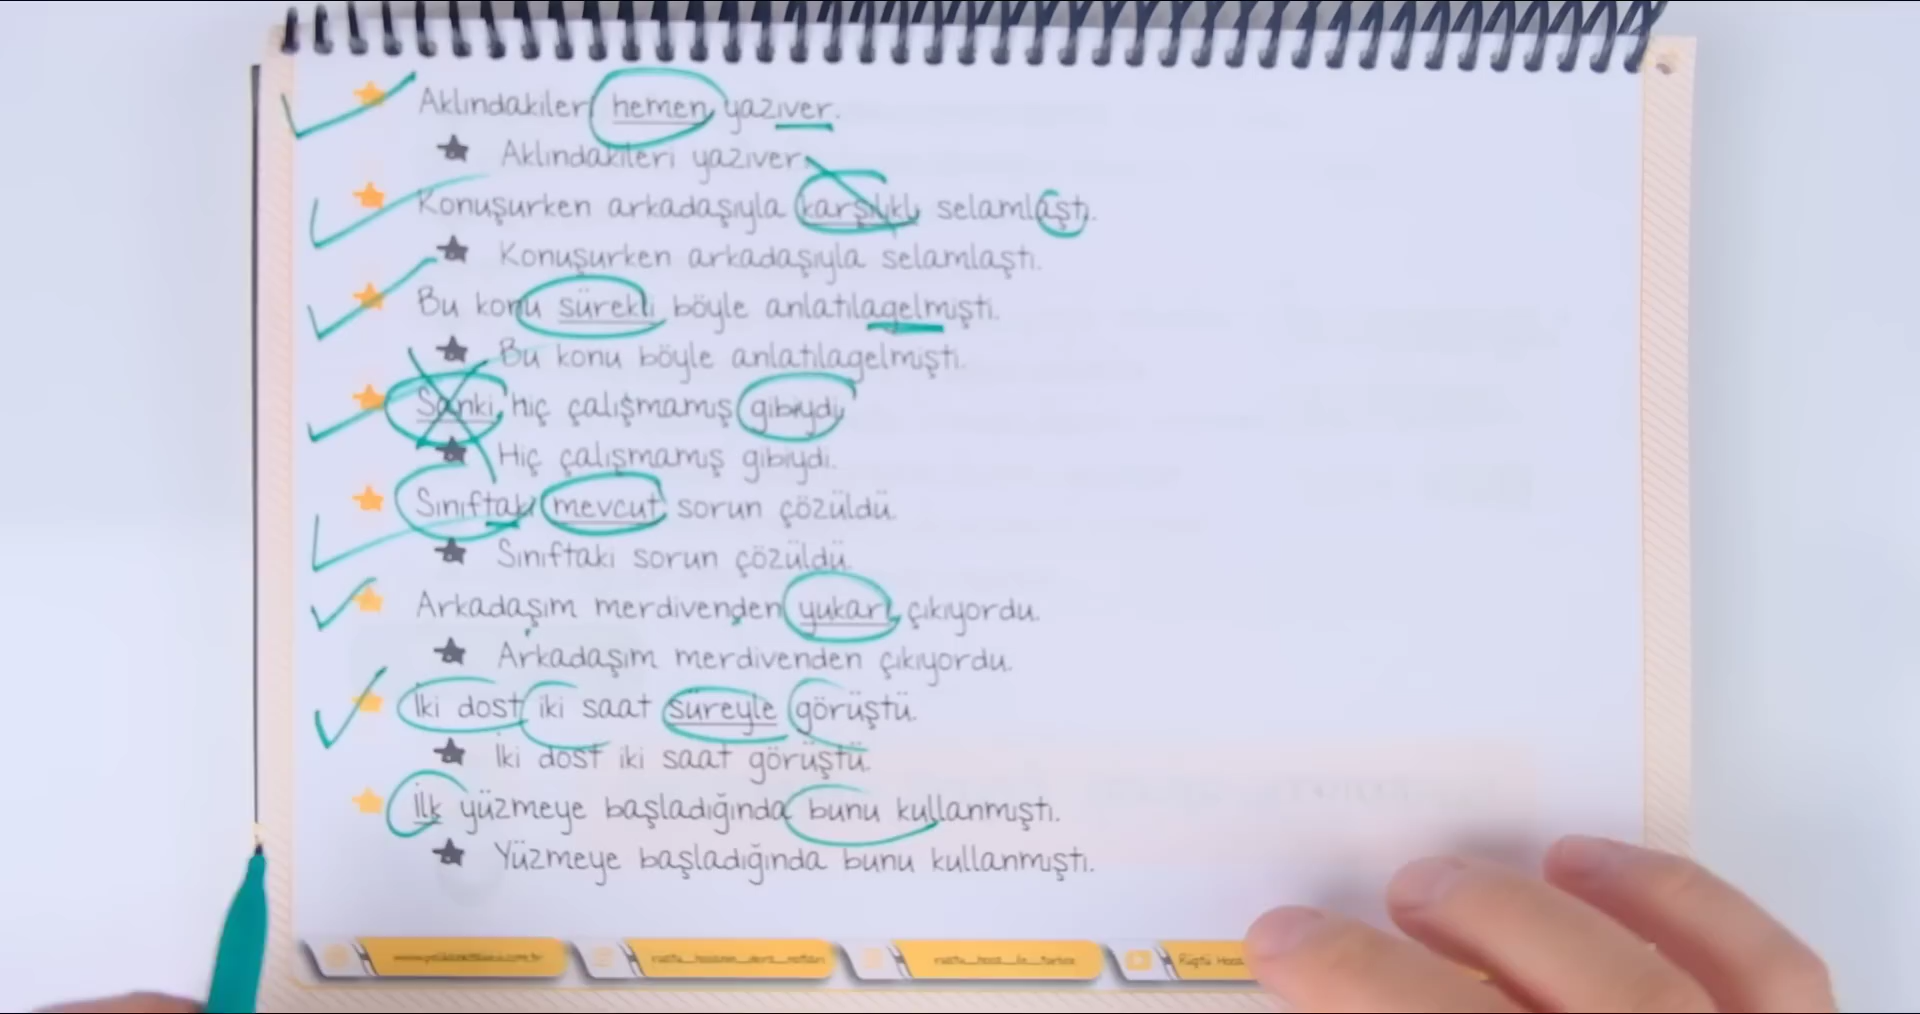 Aklındakileri hemen yazıver.
Aklındakileri yazıver.
Konuşurken arkadaşıyla karşılıklı selamlaştı.
Konuşurken arkadaşıyla selamlaştı.
Bu konu sürekli böyle anlatılagelmişti.
Bu konu böyle anlatılagelmişti.
Sanki hiç çalışmamış gibiydi.
Hiç çalışmamış gibiydi.
Sınıftaki mevcut sorun çözüldü.
Sınıftaki sorun çözüldü.
Arkadaşım merdivenden yukarı çıkıyordu.
Arkadaşım merdivenden çıkıyordu.
İki dost iki saat süreyle görüştü.
İki dost iki saat görüştü.
İlk yüzmeye başladığında bunu kullanmıştı.
Yüzmeye başladığında bunu kullanmıştı.
Rüştü Hoca